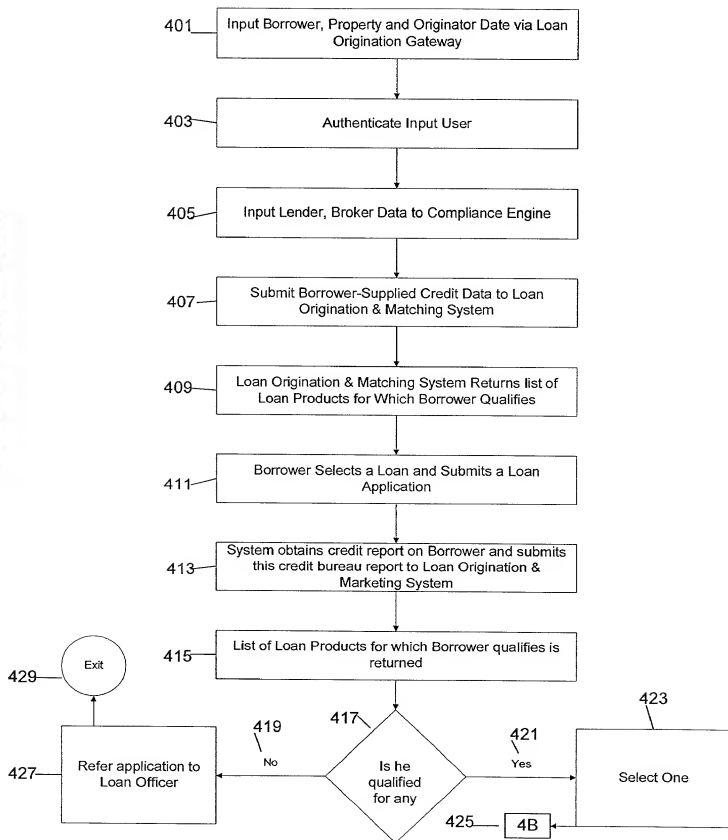 401
Input Borrower, Property and Originator Date via Loan
Origination Gateway
403
Authenticate Input User
405
Input Lender, Broker Data to Compliance Engine
407
Submit Borrower-Supplied Credit Data to Loan
Origination & Matching System
409
Loan Origination & Matching System Returns list of
Loan Products for Which Borrower Qualifies
411
Borrower Selects a Loan and Submits a Loan
Application
413
System obtains credit report on Borrower and submits
this credit bureau report to Loan Origination &
Marketing System
415
List of Loan Products for which Borrower qualifies is
returned
429
Exit
417
419
No
421
Yes
423
427
Refer application to
Loan Officer
Is he
qualified
for any
Select One
425
4B